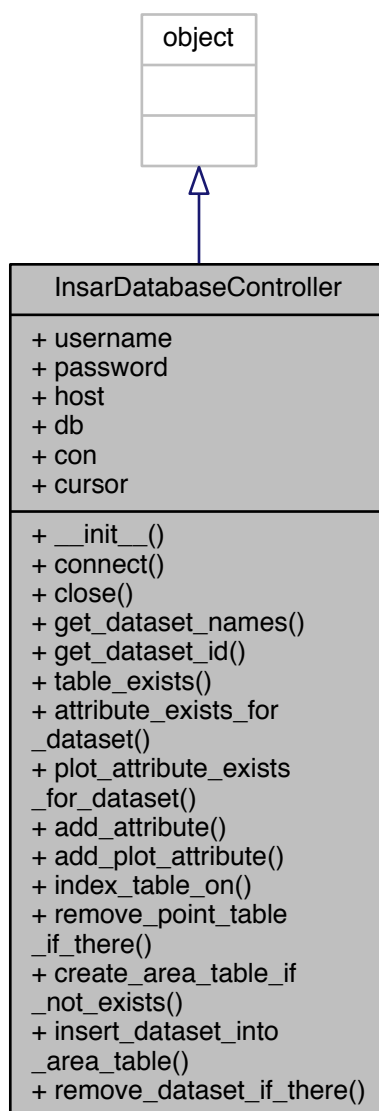 object
InsarDatabaseController
+ username
+ password
+ host
+ db
+ con
+ cursor
+ __init__()
+ connect()
+ close()
+ get_dataset_names()
+ get_dataset_id()
+ table_exists()
+ attribute_exists_for
_dataset()
+ plot_attribute_exists
_for_dataset()
+ add_attribute()
+ add_plot_attribute()
+ index_table_on()
+ remove_point_table
_if_there()
+ create_area_table_if
_not_exists()
+ insert_dataset_into
_area_table()
+ remove_dataset_if_there()